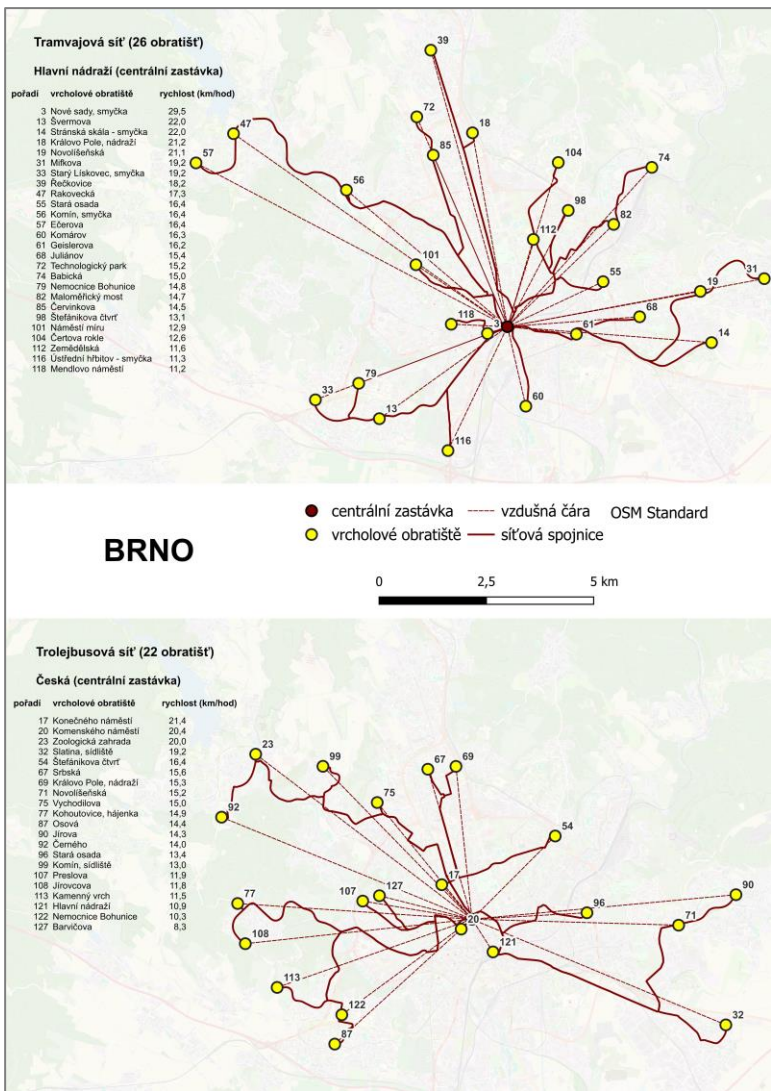 Tramvajová síť (26 obratišť)
Hlavní nádraží (centrální zastávka)
pořadí vrcholové obratiště rychlost (km/hod)
3 Nové sady, smyčka 29,5
13 Švermova 22,0
14 Stránská skála - smyčka 22,0
18 Královo Pole, nádraží 21,2
19 Novolíšeňská 21,1
31 Mifkova 19,2
33 Starý Lískovec, smyčka 19,2
39 Řečkovice 18,2
47 Rakovecká 17,3
55 Stará osada 16,4
56 Komín, smyčka 16,4
57 Ečerova 16,4
60 Komárov 16,3
61 Geislerova 16,2
68 Juliánov 15,4
72 Technologický park 15,2
74 Babická 15,0
79 Nemocnice Bohunice 14,8
82 Maloměřický most 14,7
85 Červinkova 14,5
98 Štefánikova čtvrť 13,1
101 Náměstí míru 12,9
104 Čertova rokle 12,6
112 Zemědělská 11,6
116 Ústřední hřbitov - smyčka 11,3
118 Mendlovo náměstí 11,2
39
72
18
47
85
57
104
74
56
98
82
112
101
55
31
19
118
3
68
61
14
79
33
13
60
116
BRNO
centrální zastávka
vzdušná čára
OSM Standard
vrcholové obratiště
síťová spojnice
0 2,5 5 km
Trolejbusová síť (22 obratišť)
Česká (centrální zastávka)
pořadí vrcholové obratiště rychlost (km/hod)
17 Konečného náměstí 21,4
20 Komenského náměstí 20,4
23 Zoologická zahrada 20,0
32 Slatina, sídliště 19,2
54 Štefánikova čtvrť 16,4
67 Srbská 15,6
69 Královo Pole, nádraží 15,3
71 Novolíšeňská 15,2
75 Vychodilova 15,0
77 Kohoutovice, hájenka 14,9
87 Osová 14,4
90 Jírova 14,3
92 Černého 14,0
96 Stará osada 13,4
99 Komín, sídliště 13,0
107 Preslova 11,9
108 Jírovcova 11,8
113 Kamenný vrch 11,5
121 Hlavní nádraží 10,9
122 Nemocnice Bohunice 10,3
127 Barvičova 8,3
23
99
67
69
75
92
54
17
127
107
77
90
96
20
71
108
121
113
122
32
87